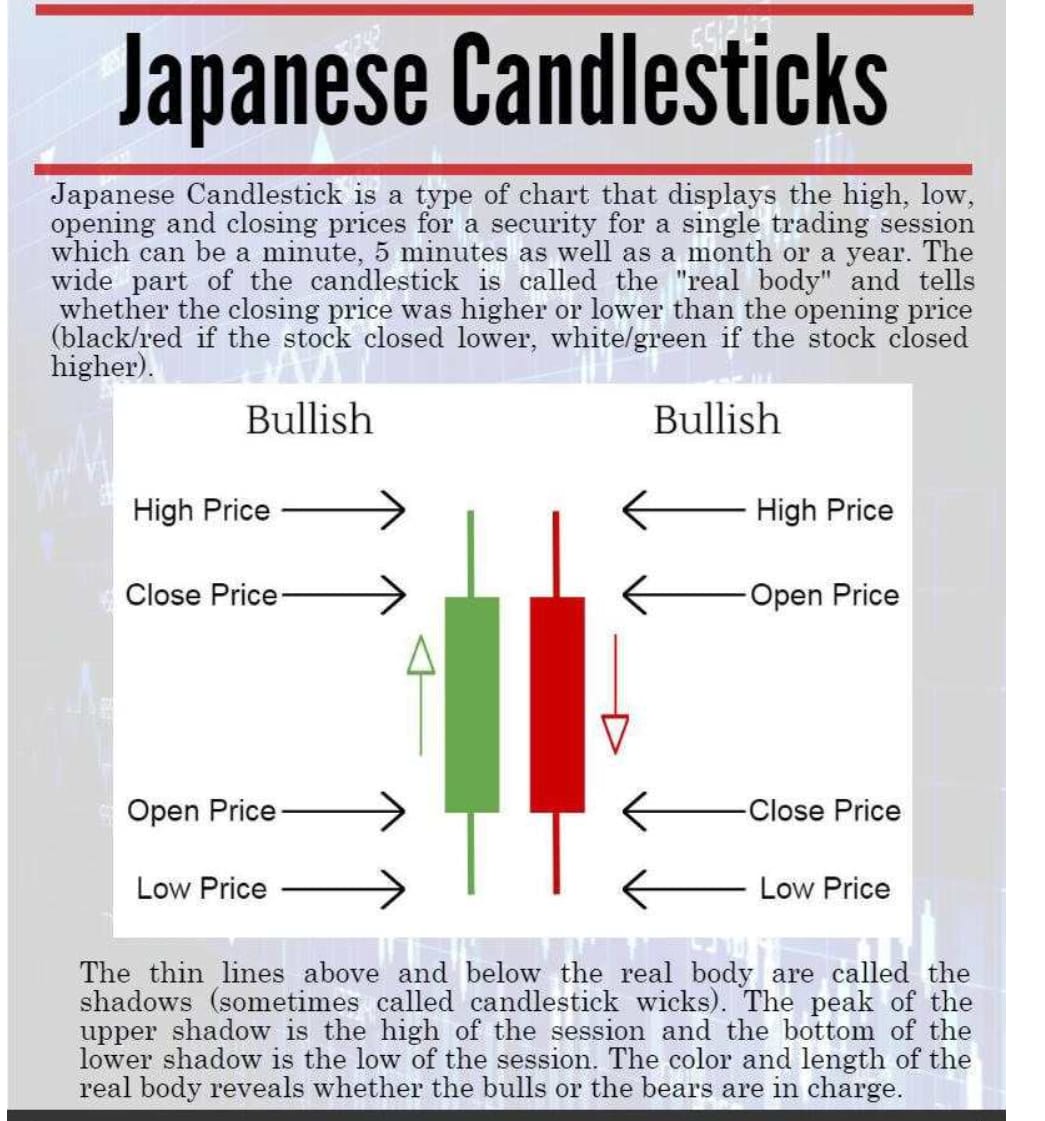 Japanese Candlesticks
Japanese Candlestick is a type of chart that displays the high, low,
opening and closing prices for a security for a single trading session
which can be a minute, 5 minutes as well as a month or a year. The
wide part of the candlestick is called the "real body" and tells
whether the closing price was higher or lower than the opening price
(black/red if the stock closed lower, white/green if the stock closed
higher).
Bullish Bullish
High Price High Price
Close Price Open Price
Open Price Close Price
Low Price Low Price
The thin lines above and below the real body are called the
shadows (sometimes called candlestick wicks). The peak of the
upper shadow is the high of the session and the bottom of the
lower shadow is the low of the session. The color and length of the
real body reveals whether the bulls or the bears are in charge.